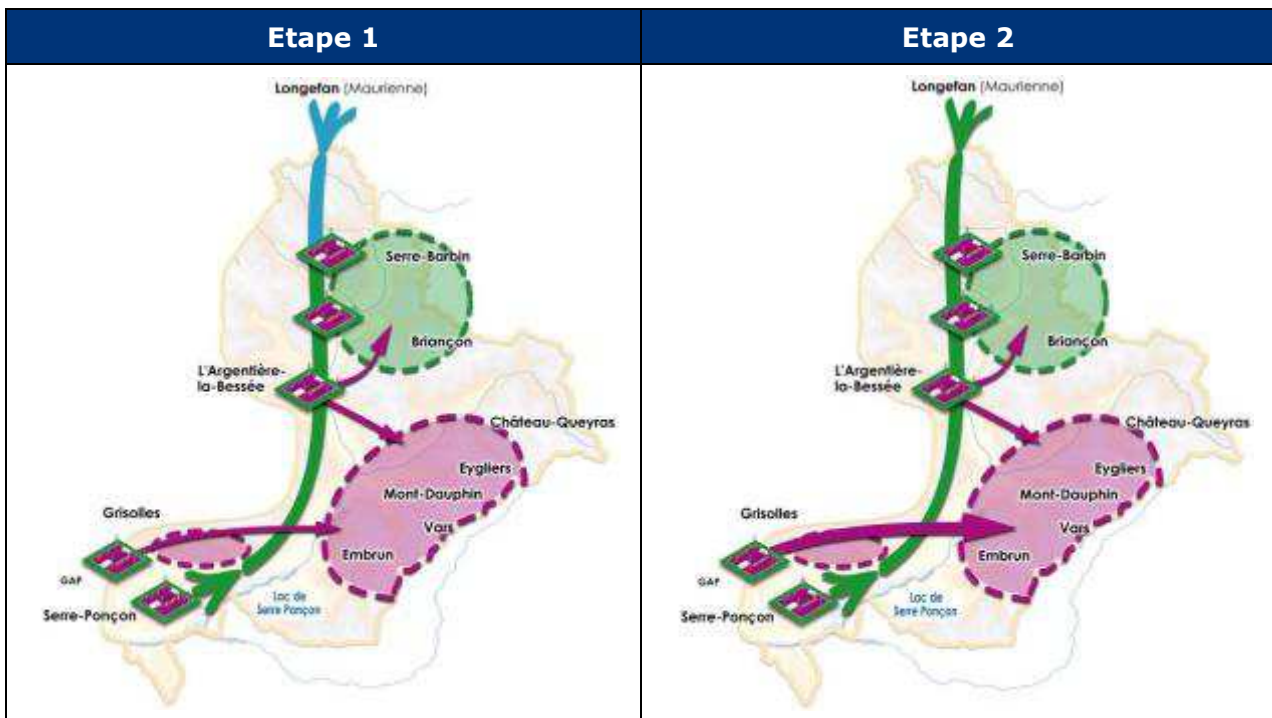 Etape 1
Etape 2
Longefan (Maurienne)
Serre-Barbin
Briançon
L'Argentière-
la-Bessée
Château-Queyras
Eygliers
Mont-Dauphin
Grisolles
Vars
Embrun
GAP
Serre-Ponçon
Lac de
Serre Ponçon
Longefan (Maurienne)
Serre-Barbin
Briançon
L'Argentière-
la-Bessée
Château-Queyras
Eygliers
Mont-Dauphin
Grisolles
Vars
Embrun
GAP
Serre-Ponçon
Lac de
Serre Ponçon